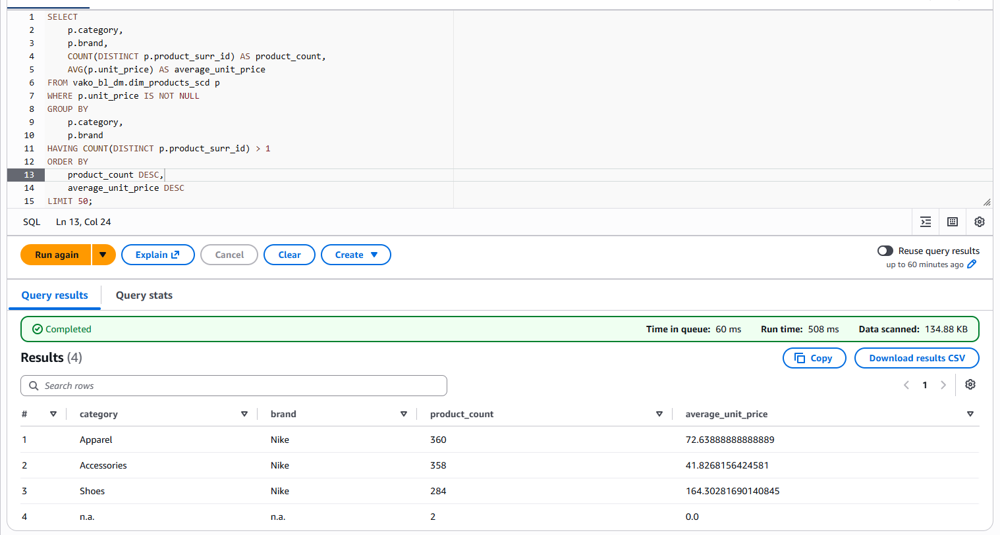 1 SELECT
2 p.category,
3 p.brand,
4 COUNT(DISTINCT p.product_surr_id) AS product_count,
5 AVG(p.unit_price) AS average_unit_price
6 FROM vako_bl_dm.dim_products_scd p
7 WHERE p.unit_price IS NOT NULL
8 GROUP BY
9 p.category,
10 p.brand
11 HAVING COUNT(DISTINCT p.product_surr_id) > 1
12 ORDER BY
13 product_count DESC,
14 average_unit_price DESC
15 LIMIT 50;
SQL Ln 13, Col 24
Run again Explain Cancel Clear Create Reuse query results
up to 60 minutes ago
Query results Query stats
Completed Time in queue: 60 ms Run time: 508 ms Data scanned: 134.88 KB
Results (4) Copy Download results CSV
Search rows 1
# category brand product_count average_unit_price
1 Apparel Nike 360 72.63888888888889
2 Accessories Nike 358 41.8268156424581
3 Shoes Nike 284 164.30281690140845
4 n.a. n.a. 2 0.0